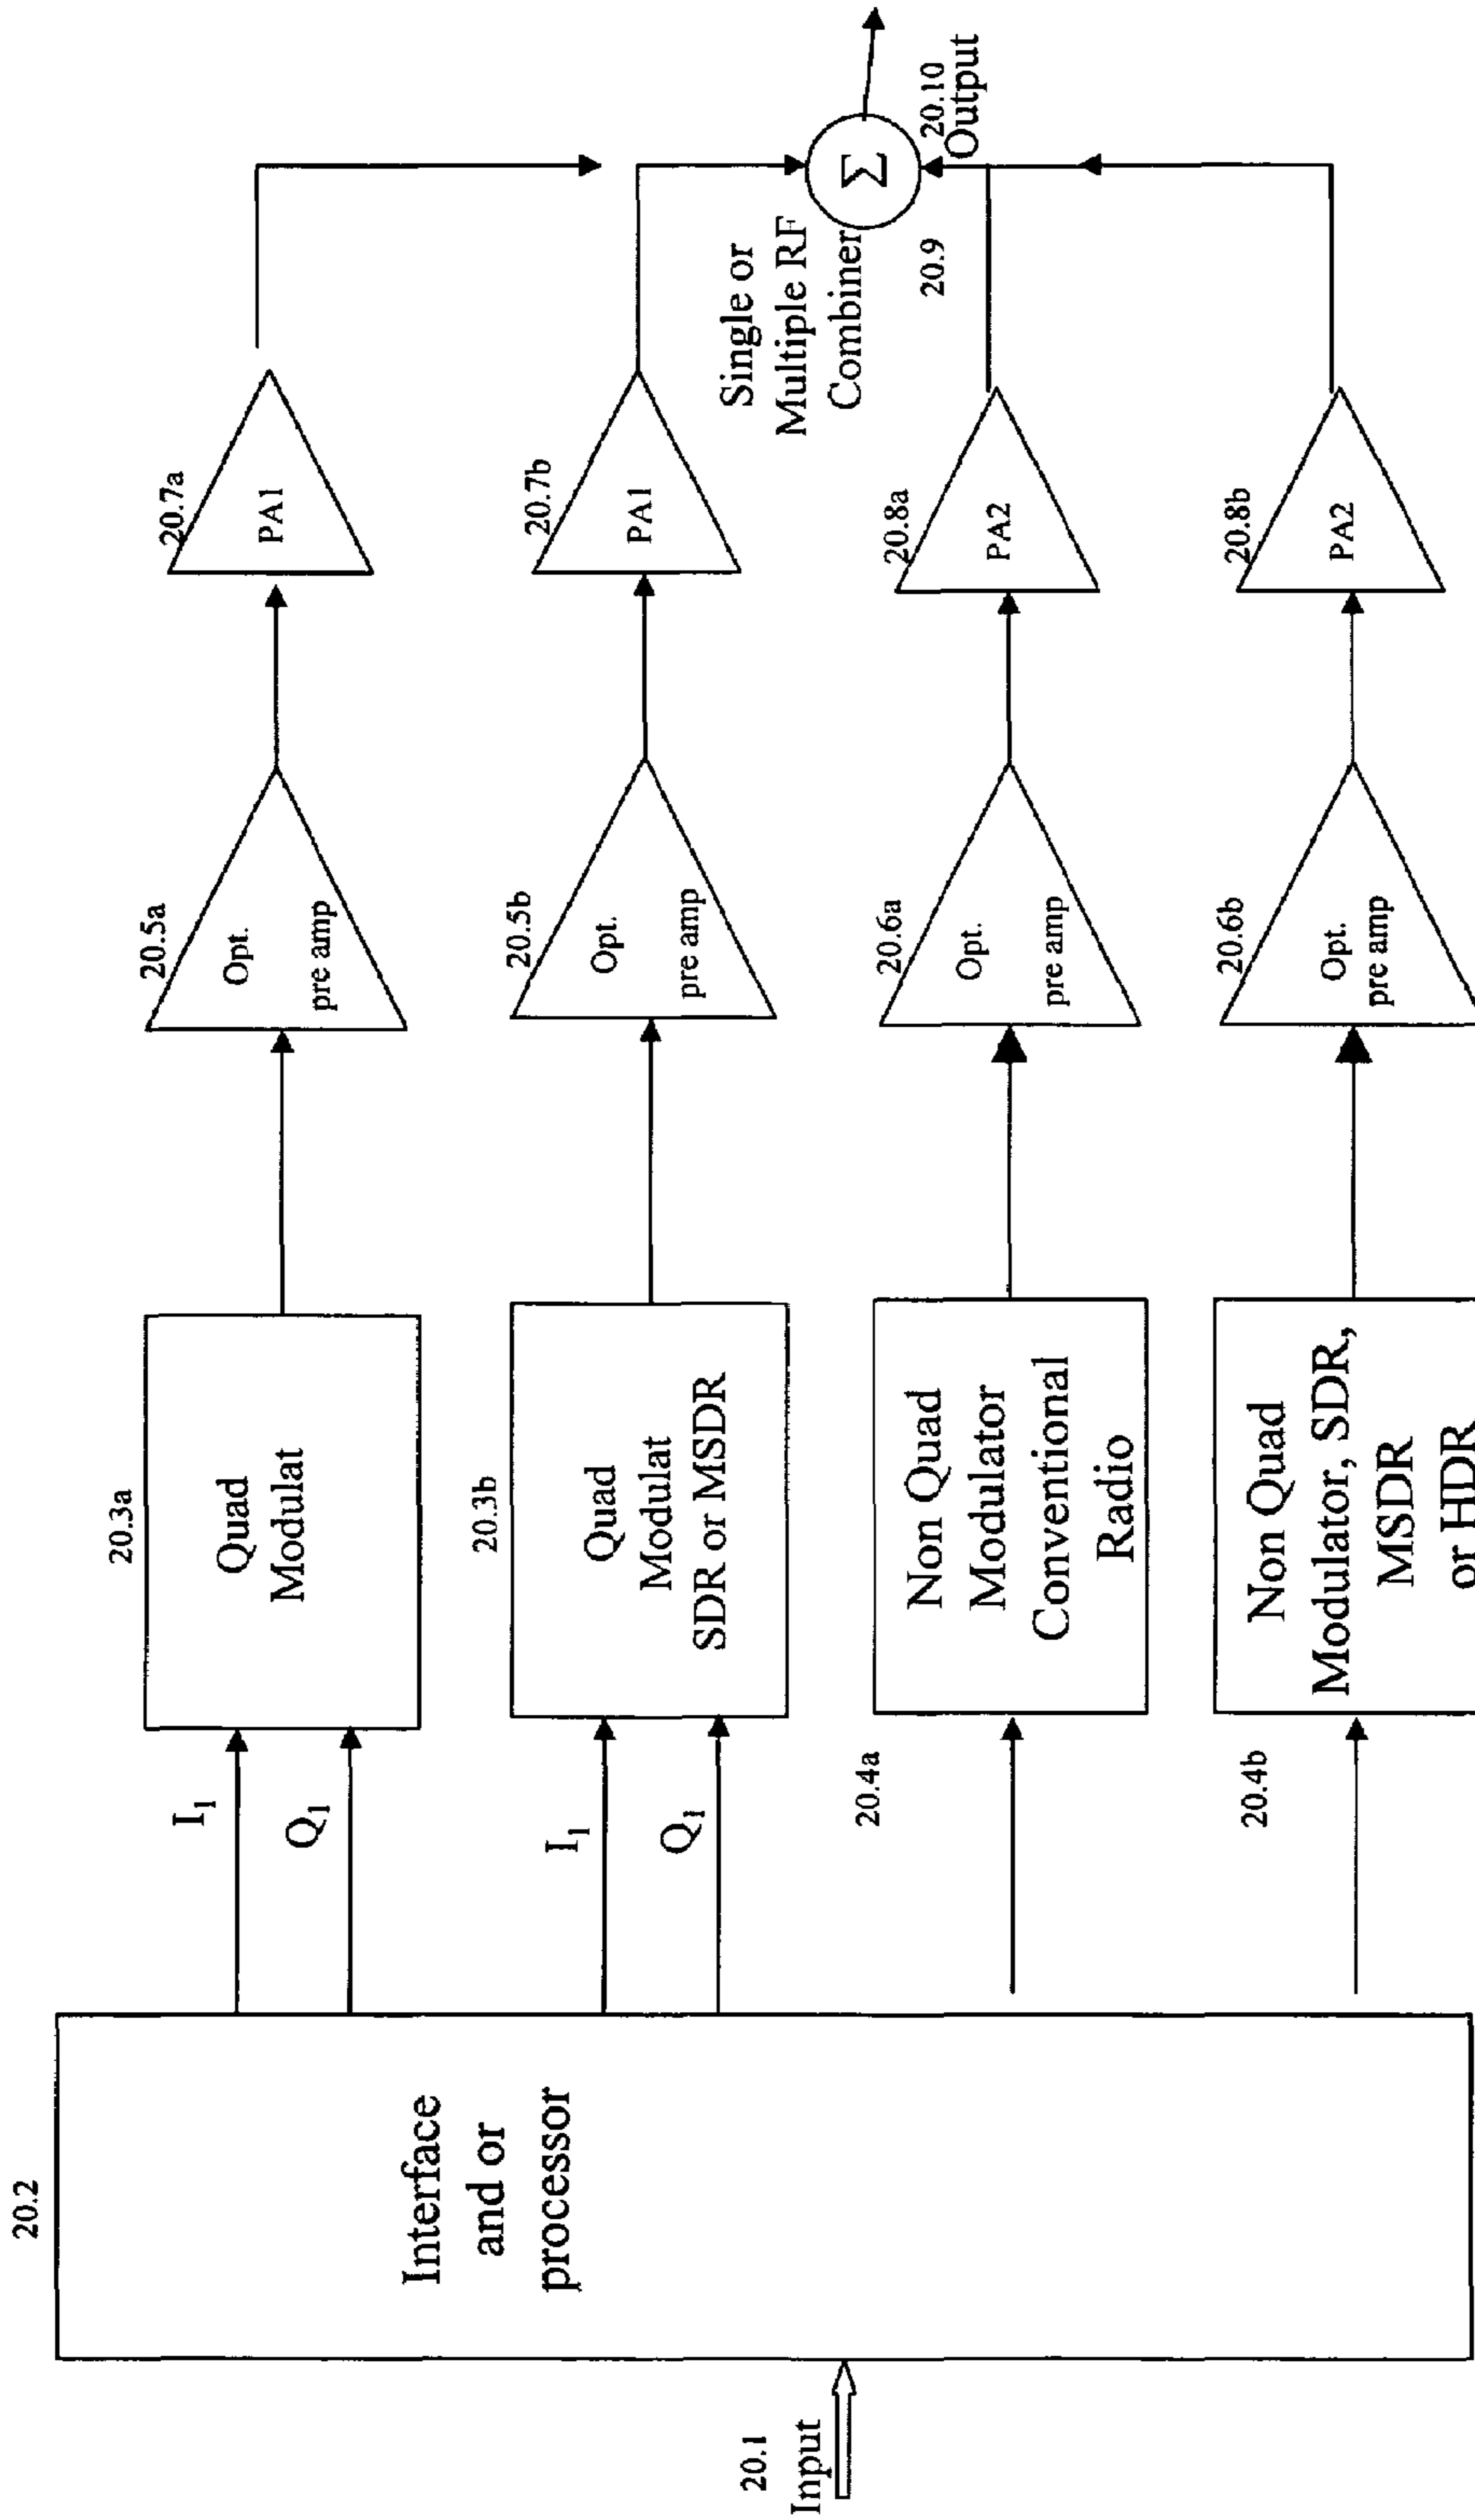 20.1
Input
20.2
Interface
and or
processor
I1
Q1
20.3a
Quad
Modulat
20.5a
Opt.
pre amp
20.7a
PA1
I1
Q1
20.3b
Quad
Modulat
SDR or MSDR
20.5b
Opt.
pre amp
20.7b
PA1
Single or
Multiple RF
Combiner
Σ
20.9
20.10
Output
20.4a
Non Quad
Modulator
Conventional
Radio
20.6a
Opt.
pre amp
20.8a
PA2
20.4b
Non Quad
Modulator, SDR,
MSDR
or HDR
20.6b
Opt.
pre amp
20.8b
PA2